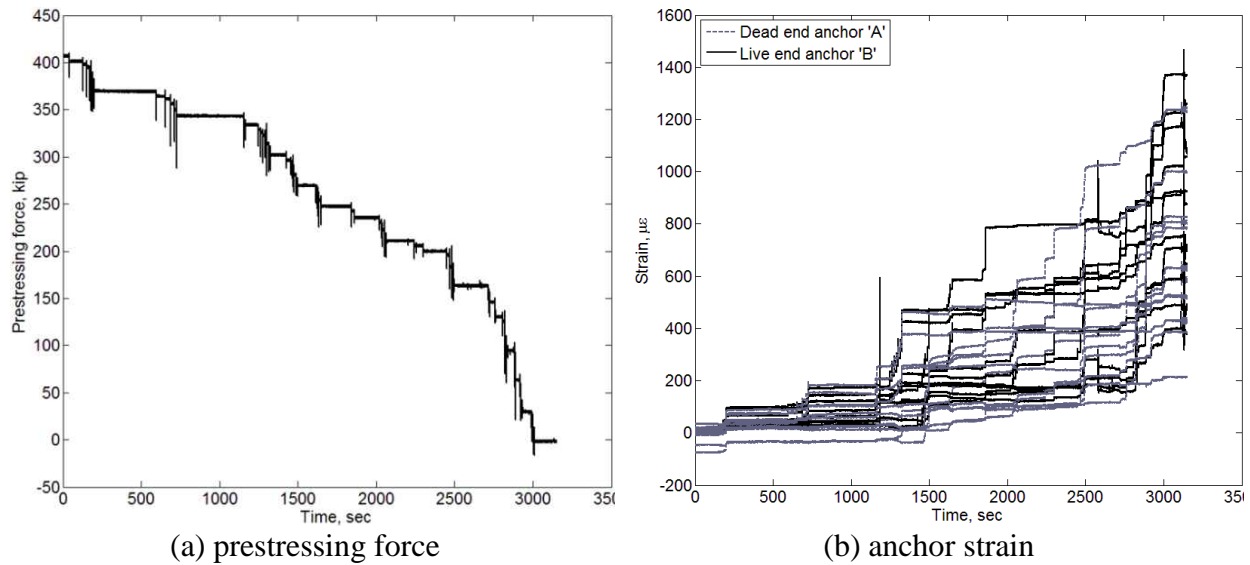 450
400
350
300
250
200
150
100
50
0
-50
Prestressing force, kip
0 500 1000 1500 2000 2500 3000 350
Time, sec
(a) prestressing force
1600
1400
1200
1000
800
600
400
200
0
-200
Strain, με
Dead end anchor 'A'
Live end anchor 'B'
0 500 1000 1500 2000 2500 3000 350
Time, sec
(b) anchor strain